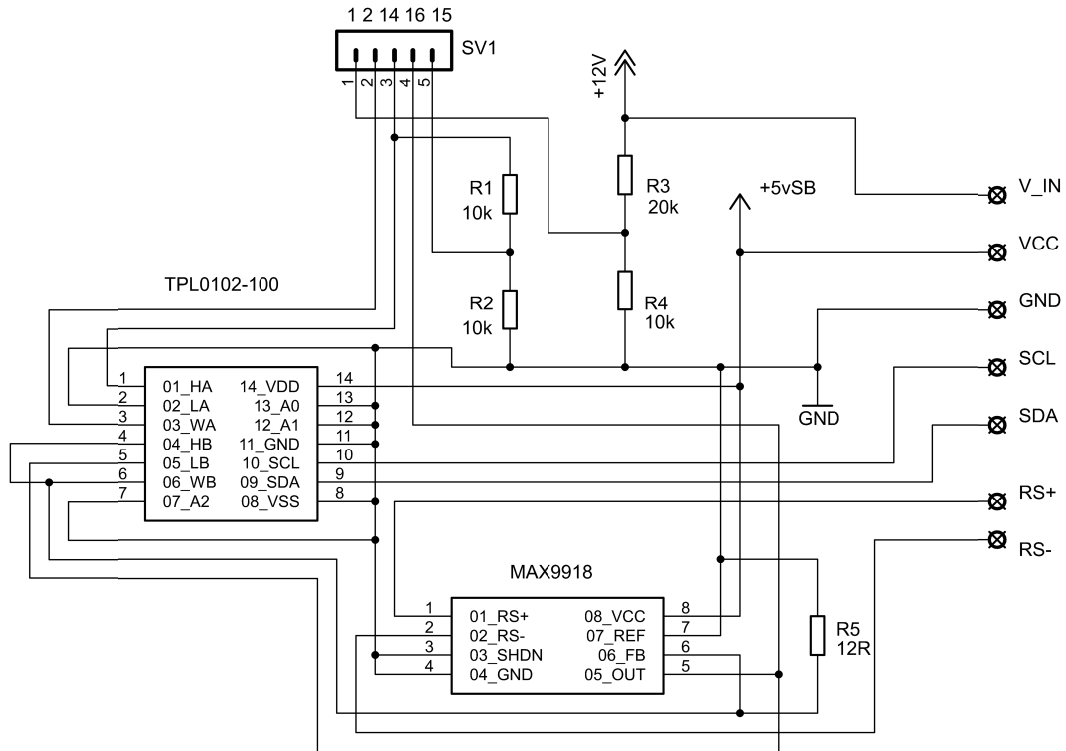 1 2 14 16 15
SV1
1
2
3
4
5
+12V
R1
10k
R3
20k
+5vSB
V_IN
VCC
TPL0102-100
R2
10k
R4
10k
GND
SCL
GND
SDA
1 01_HA 14_VDD 14
2 02_LA 13_A0 13
3 03_WA 12_A1 12
4 04_HB 11_GND 11
5 05_LB 10_SCL 10
6 06_WB 09_SDA 9
7 07_A2 08_VSS 8
RS+
RS-
MAX9918
1 01_RS+ 08_VCC 8
2 02_RS- 07_REF 7
3 03_SHDN 06_FB 6
4 04_GND 05_OUT 5
R5
12R